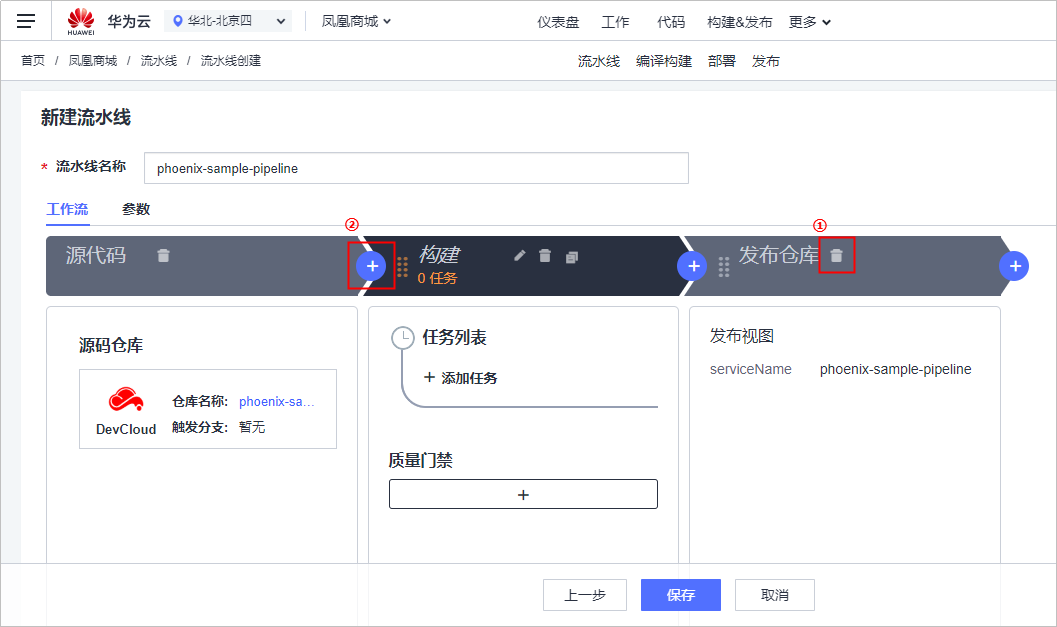 HUAWEI 华为云 华北-北京四 凤凰商城 仪表盘 工作 代码 构建&发布 更多
首页 / 凤凰商城 / 流水线 / 流水线创建 流水线 编译构建 部署 发布
新建流水线
* 流水线名称 phoenix-sample-pipeline
工作流 参数
② ①
源代码 构建 发布仓库
0 任务
源码仓库 任务列表 发布视图
+ 添加任务 serviceName phoenix-sample-pipeline
仓库名称: phoenix-sa...
DevCloud 触发分支: 暂无
质量门禁
+
上一步 保存 取消